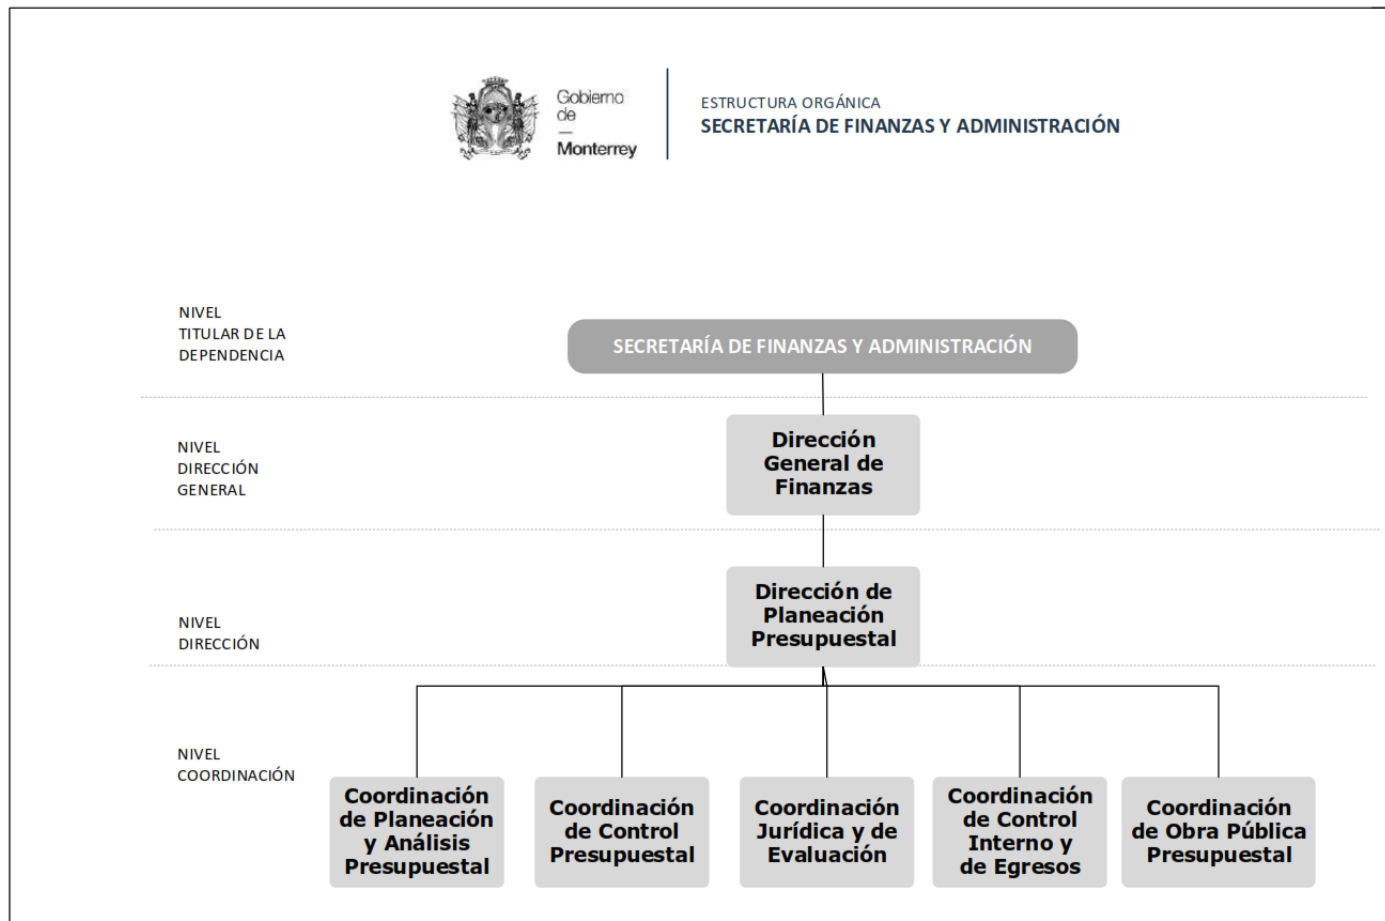 Gobierno
de
—
Monterrey
ESTRUCTURA ORGÁNICA
SECRETARÍA DE FINANZAS Y ADMINISTRACIÓN
NIVEL
TITULAR DE LA
DEPENDENCIA
SECRETARÍA DE FINANZAS Y ADMINISTRACIÓN
NIVEL
DIRECCIÓN
GENERAL
Dirección
General de
Finanzas
NIVEL
DIRECCIÓN
Dirección de
Planeación
Presupuestal
NIVEL
COORDINACIÓN
Coordinación
de Planeación
y Análisis
Presupuestal
Coordinación
de Control
Presupuestal
Coordinación
Jurídica y de
Evaluación
Coordinación
de Control
Interno y
de Egresos
Coordinación
de Obra Pública
Presupuestal